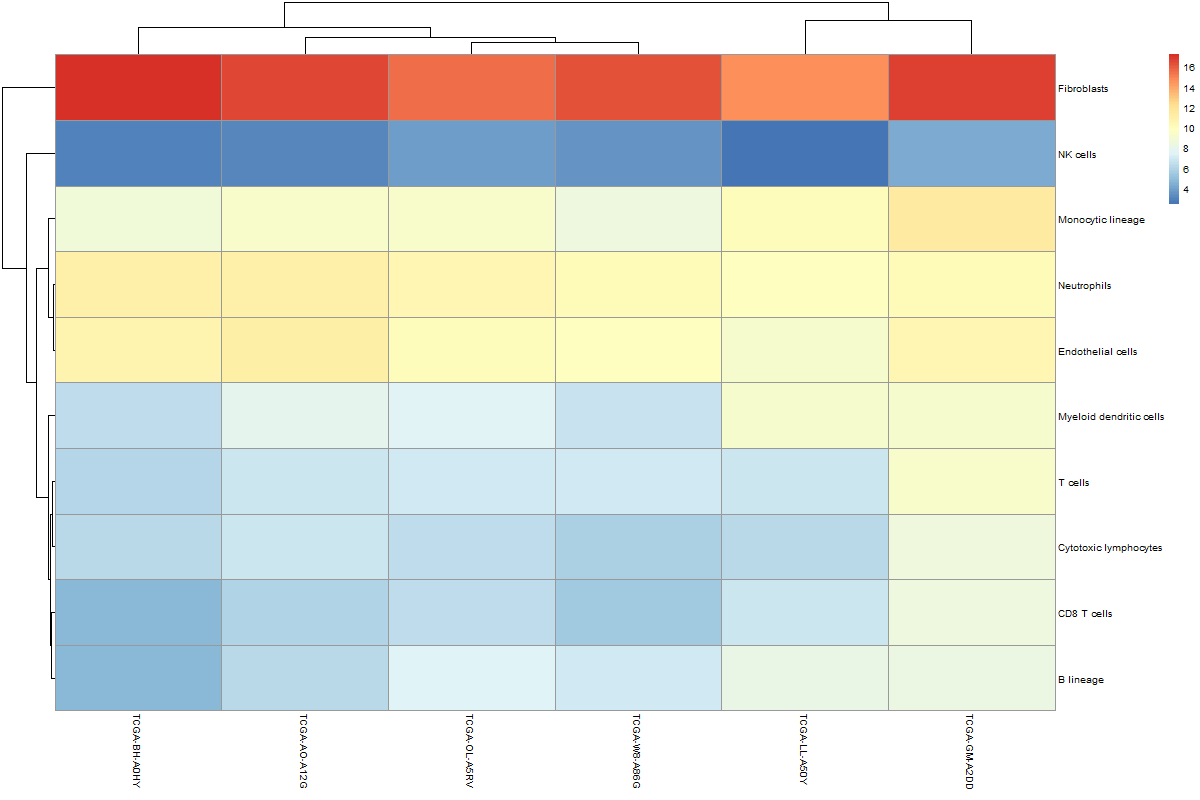 16
14
12
10
8
6
4
Fibroblasts
NK cells
Monocytic lineage
Neutrophils
Endothelial cells
Myeloid dendritic cells
T cells
Cytotoxic lymphocytes
CD8 T cells
B lineage
TCGA-BH-A0HY
TCGA-AO-A12G
TCGA-OL-A5RV
TCGA-W8-A86G
TCGA-LL-A50Y
TCGA-GM-A2DD